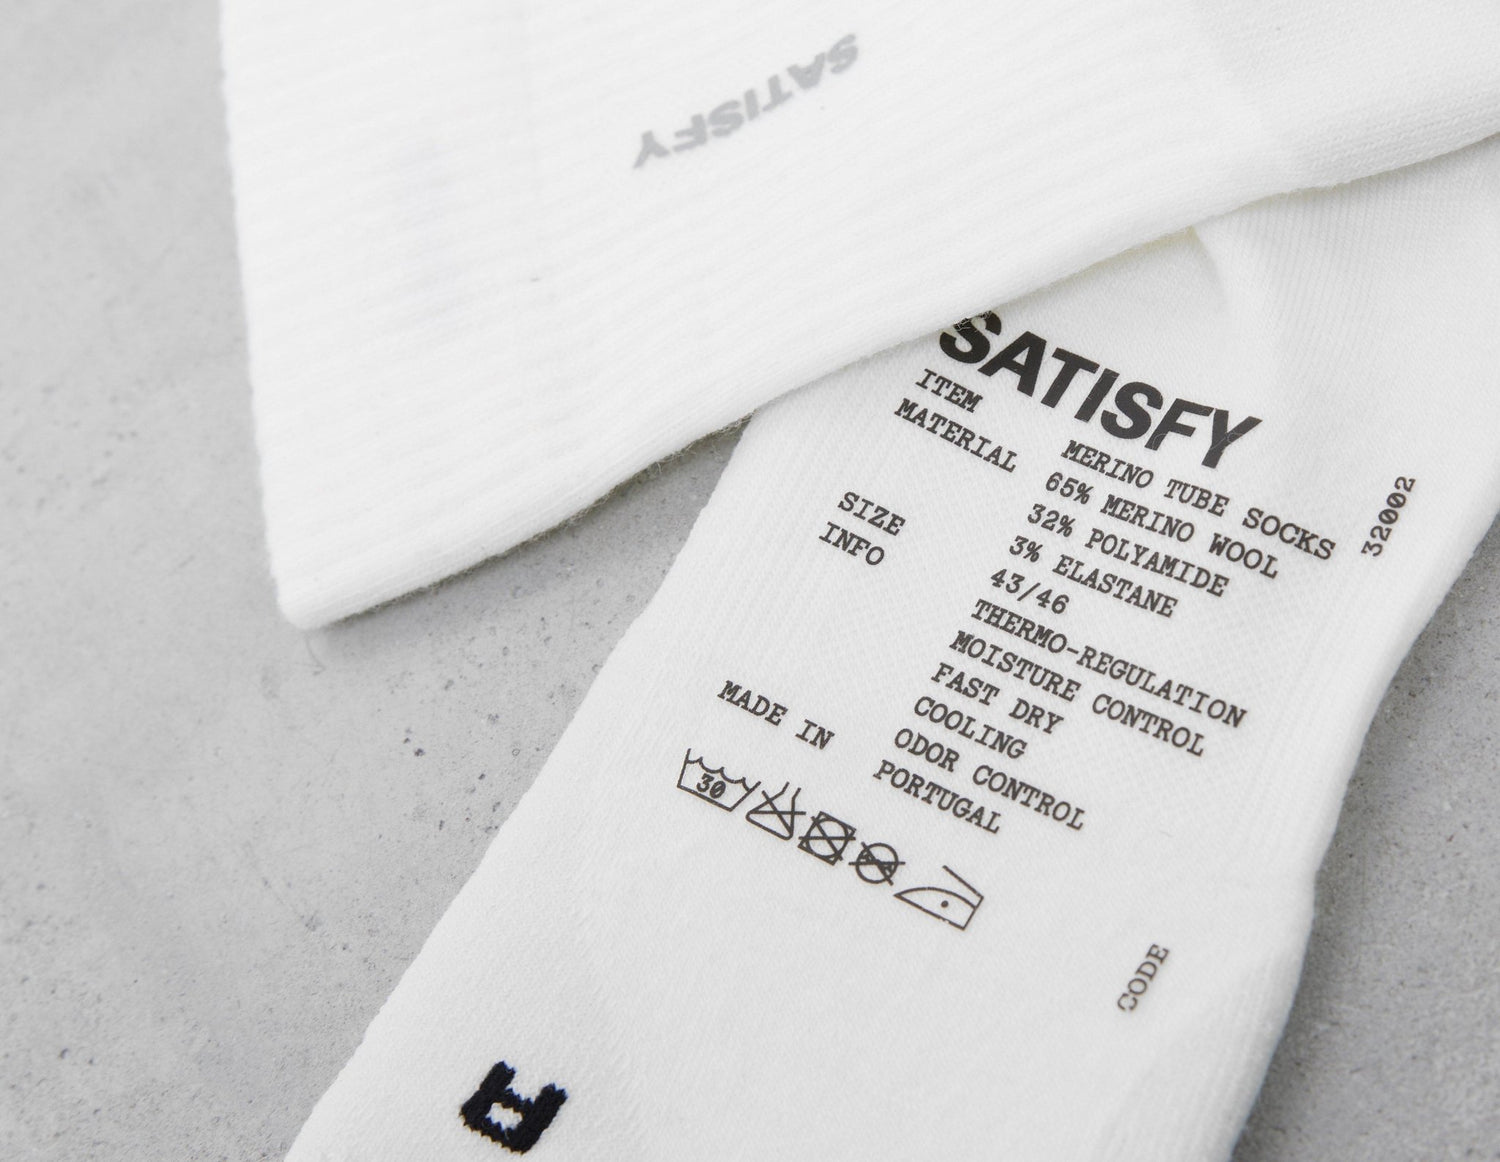 SATISFY
SATISFY
ITEM MERINO TUBE SOCKS
MATERIAL 65% MERINO WOOL
32% POLYAMIDE
3% ELASTANE
SIZE 43/46
INFO THERMO-REGULATION
MOISTURE CONTROL
FAST DRY
COOLING
ODOR CONTROL
MADE IN PORTUGAL
30
32002
CODE
R